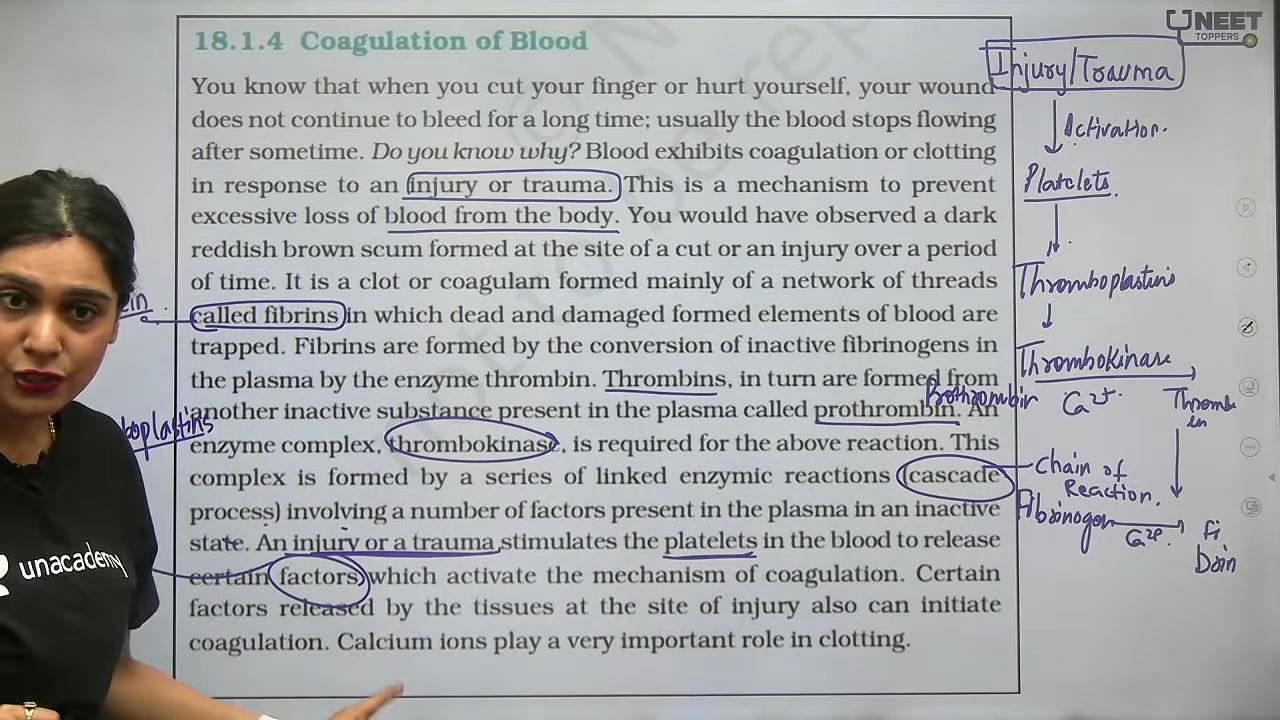 18.1.4 Coagulation of Blood
You know that when you cut your finger or hurt yourself, your wound
does not continue to bleed for a long time; usually the blood stops flowing
after sometime. Do you know why? Blood exhibits coagulation or clotting
in response to an injury or trauma. This is a mechanism to prevent
excessive loss of blood from the body. You would have observed a dark
reddish brown scum formed at the site of a cut or an injury over a period
of time. It is a clot or coagulam formed mainly of a network of threads
called fibrins in which dead and damaged formed elements of blood are
trapped. Fibrins are formed by the conversion of inactive fibrinogens in
the plasma by the enzyme thrombin. Thrombins, in turn are formed from
another inactive substance present in the plasma called prothrombin. An
enzyme complex, thrombokinase, is required for the above reaction. This
complex is formed by a series of linked enzymic reactions (cascade
process) involving a number of factors present in the plasma in an inactive
state. An injury or a trauma stimulates the platelets in the blood to release
certain factors which activate the mechanism of coagulation. Certain
factors released by the tissues at the site of injury also can initiate
coagulation. Calcium ions play a very important role in clotting.
UNEET
TOPPERS
Injury/Trauma
Activation.
Platelets
Thromboplastins
Thrombokinase
Prothrombin
Ca2+
Thromb
in
Chain of
Reaction.
Fibrinogen
Ca2+
Fi
brin
boplastins
unacademy